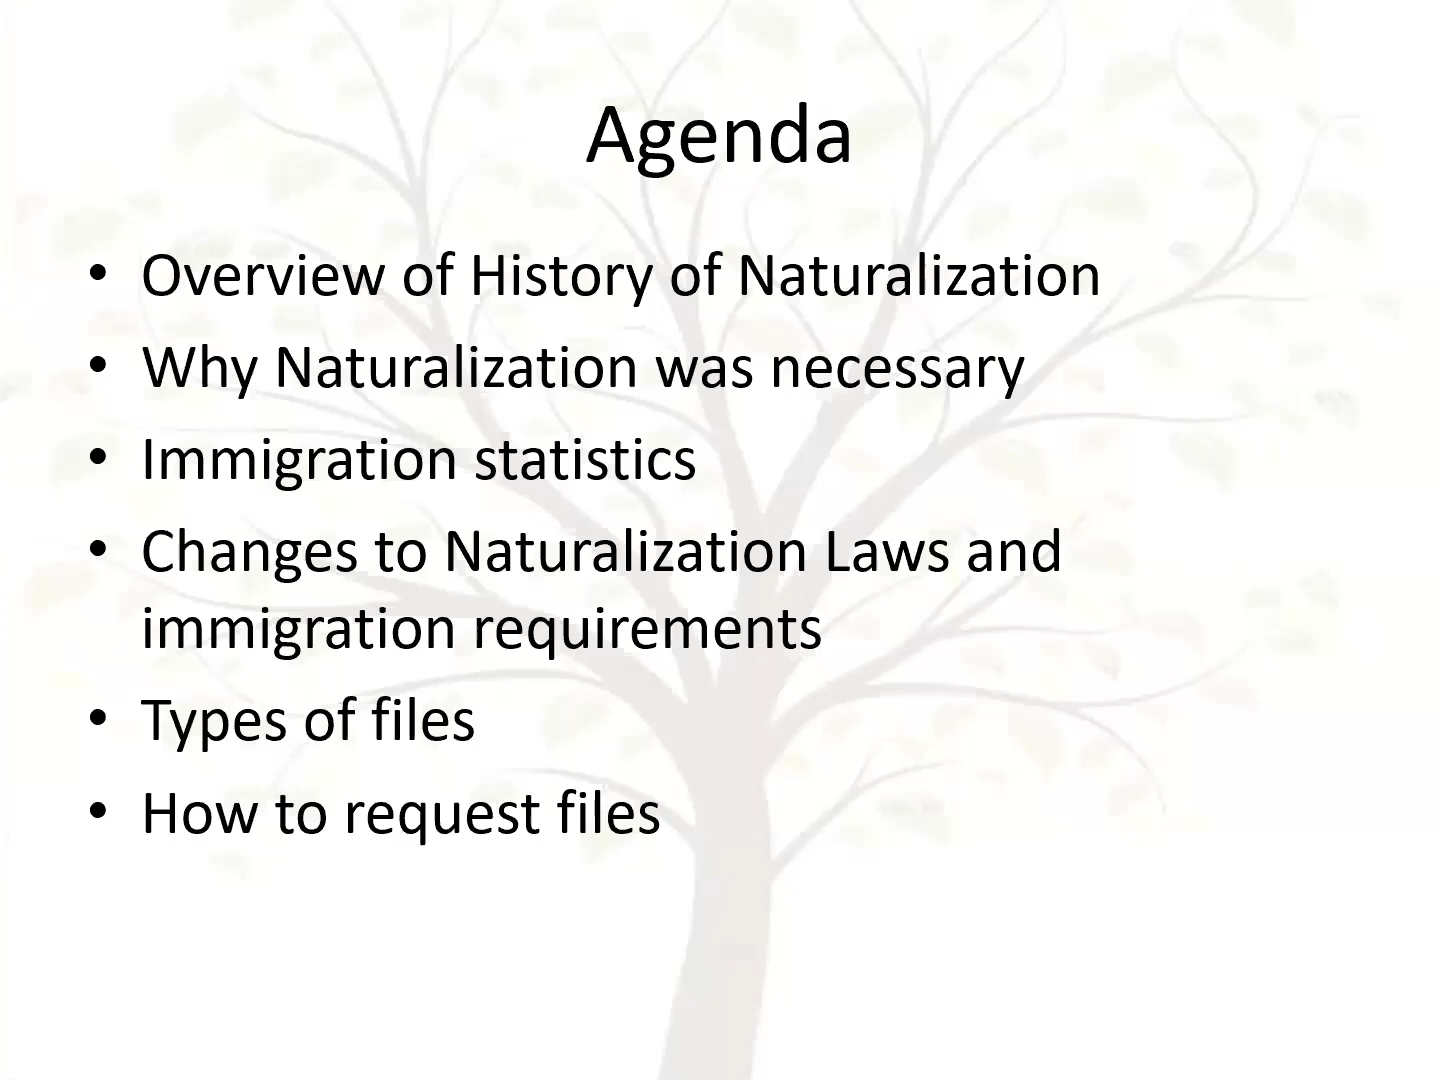 Agenda
• Overview of History of Naturalization
• Why Naturalization was necessary
• Immigration statistics
• Changes to Naturalization Laws and
immigration requirements
• Types of files
• How to request files